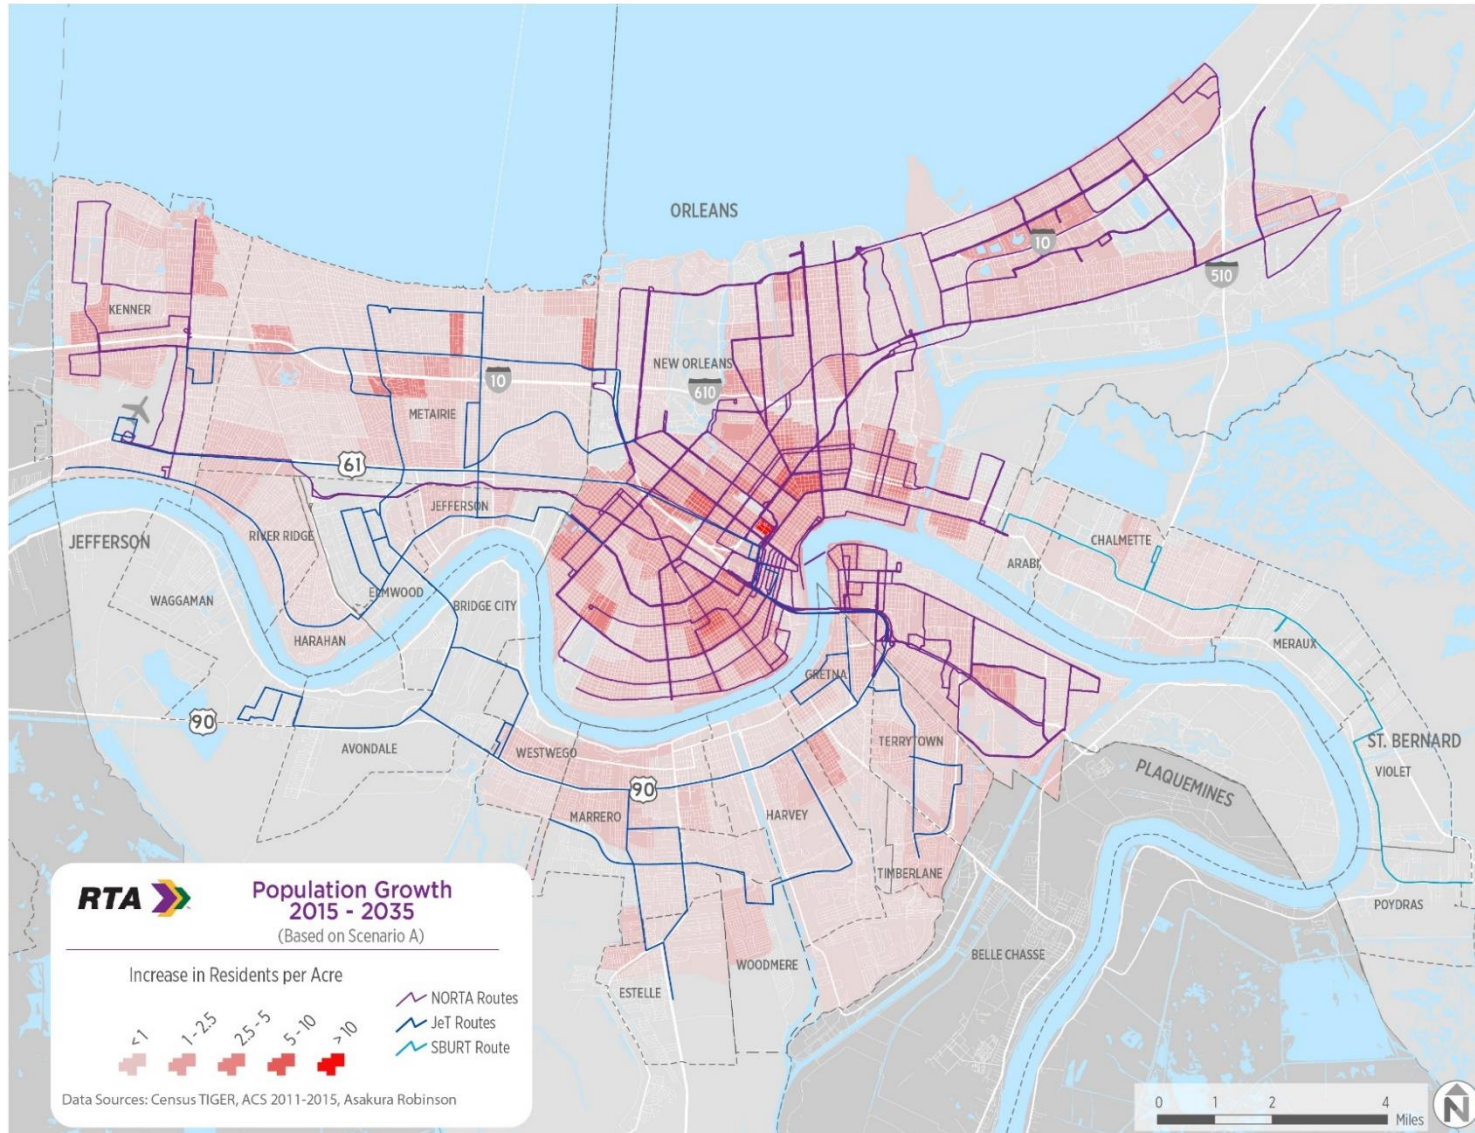 ORLEANS
10
510
KENNER
NEW ORLEANS
610
10
METAIRIE
61
JEFFERSON
RIVER RIDGE
JEFFERSON
CHALMETTE
ARABI
WAGGAMAN
ELMWOOD
BRIDGE CITY
HARAHAN
MERAUX
GRETNA
90
AVONDALE
WESTWEGO
TERRYTOWN
ST. BERNARD
VIOLET
PLAQUEMINES
90
MARRERO
HARVEY
TIMBERLANE
POYDRAS
BELLE CHASSE
WOODMERE
ESTELLE
RTA
Population Growth
2015 - 2035
(Based on Scenario A)
Increase in Residents per Acre
< 1
1 - 2.5
2.5 - 5
5 - 10
> 10
NORTA Routes
JeT Routes
SBURT Route
Data Sources: Census TIGER, ACS 2011-2015, Asakura Robinson
0 1 2 4
Miles
N